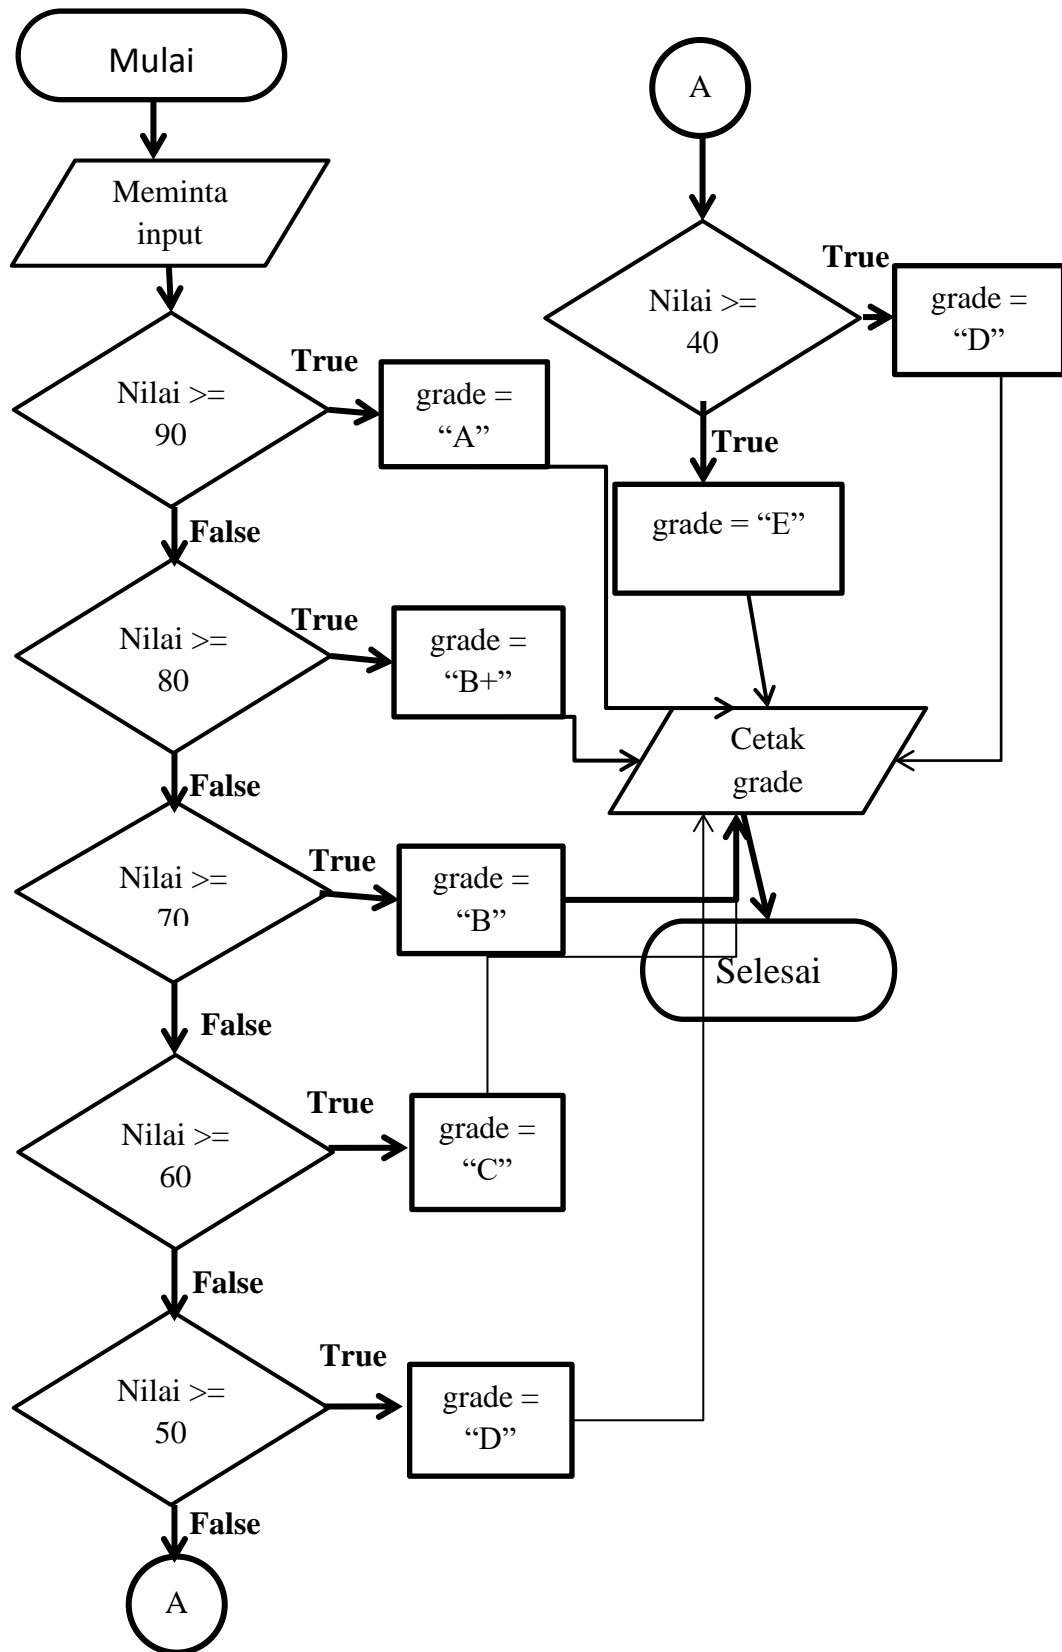 Mulai
Meminta
input
Nilai >=
90
True
grade =
“A”
False
Nilai >=
80
True
grade =
“B+”
False
Nilai >=
70
True
grade =
“B”
False
Nilai >=
60
True
grade =
“C”
False
Nilai >=
50
True
grade =
“D”
False
A
A
Nilai >=
40
True
grade =
“D”
True
grade = “E”
Cetak
grade
Selesai